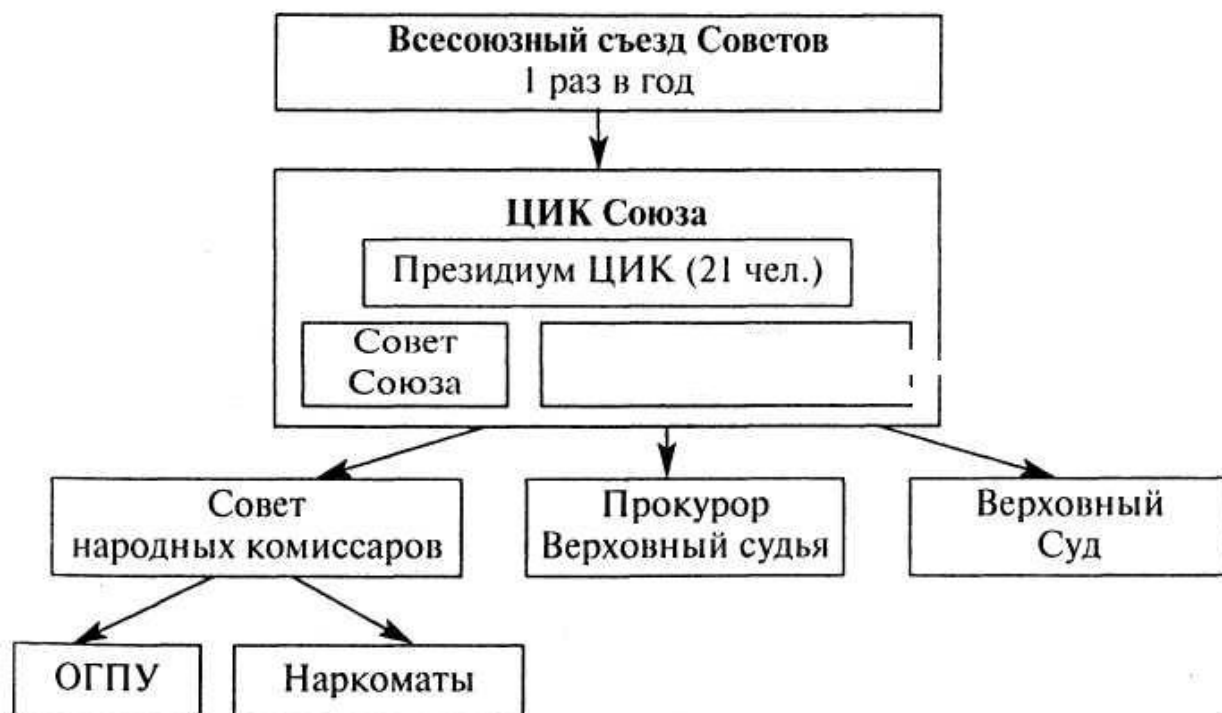 Всесоюзный съезд Советов
1 раз в год
ЦИК Союза
Президиум ЦИК (21 чел.)
Совет
Союза
Совет
народных комиссаров
Прокурор
Верховный судья
Верховный
Суд
ОГПУ
Наркоматы